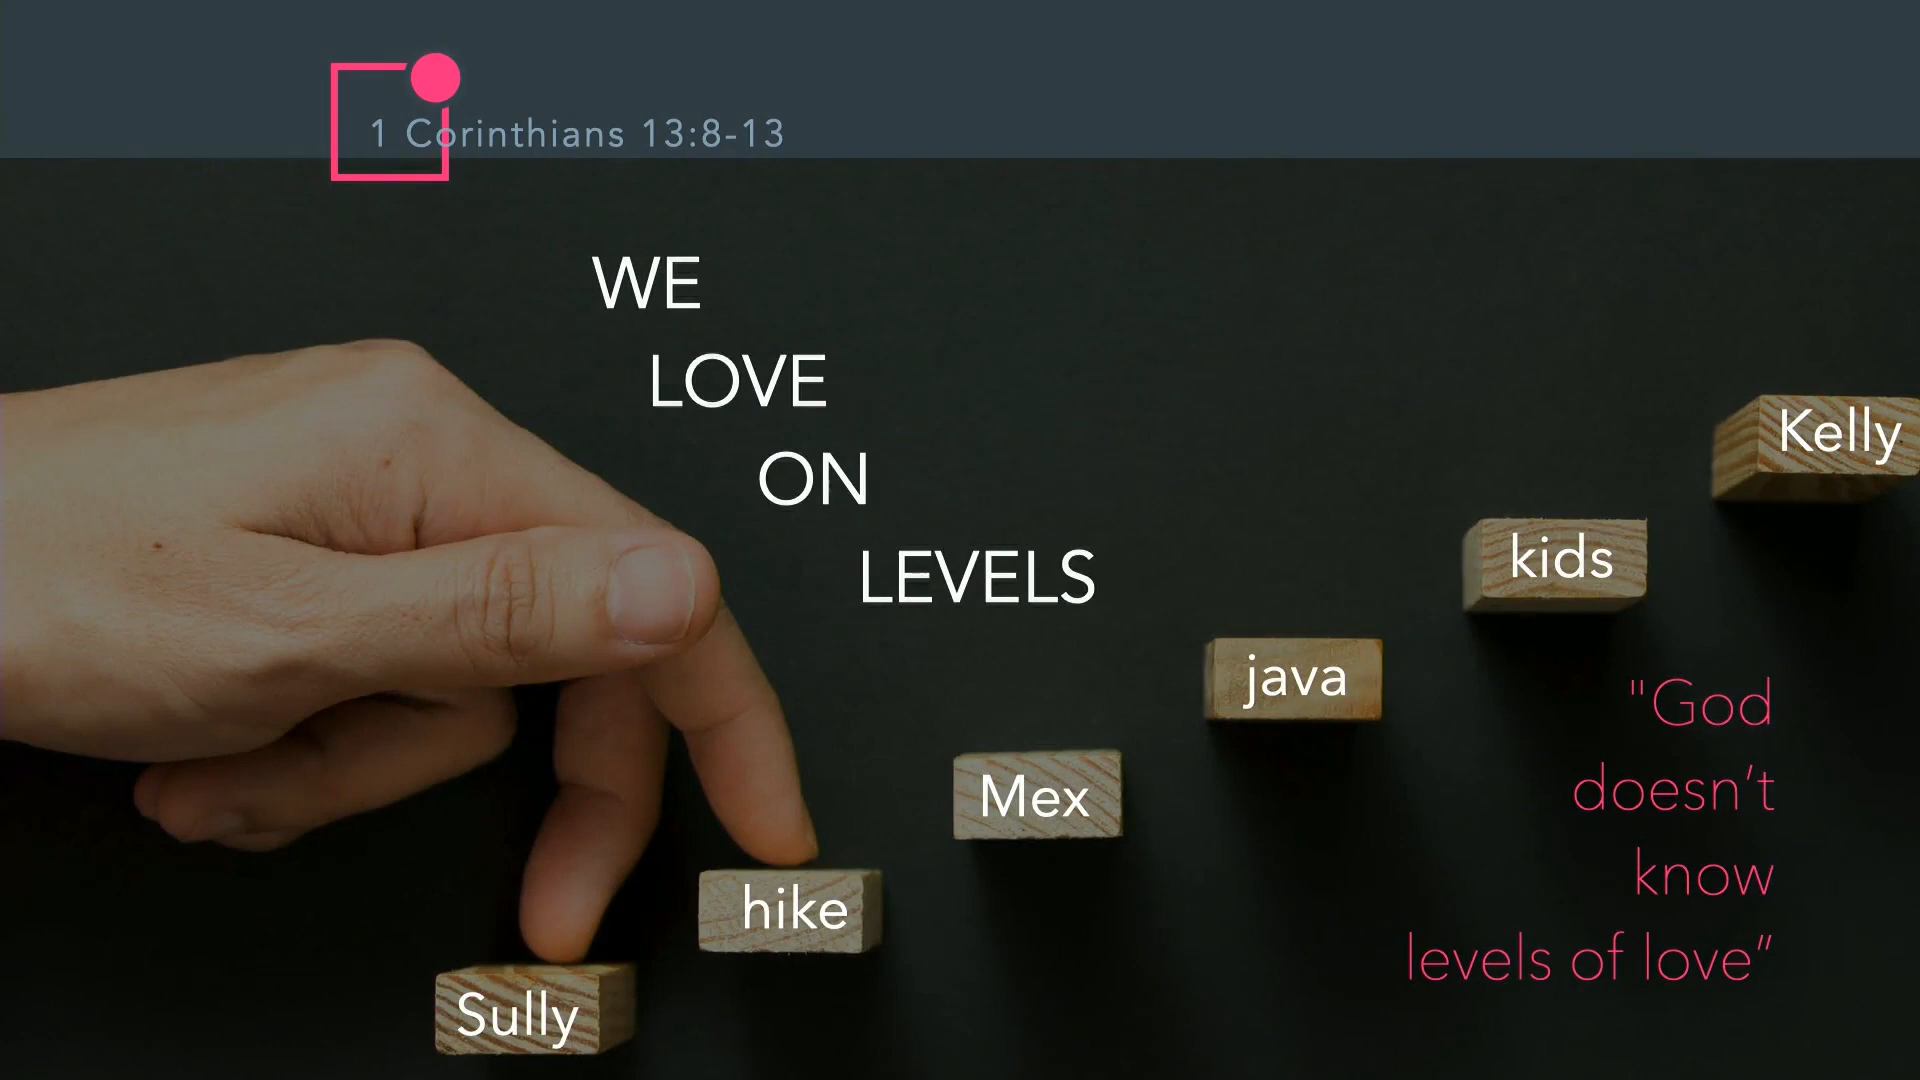 1 Corinthians 13:8-13
WE
LOVE
ON
LEVELS
Kelly
kids
java
Mex
hike
Sully
"God
doesn't
know
levels of love"